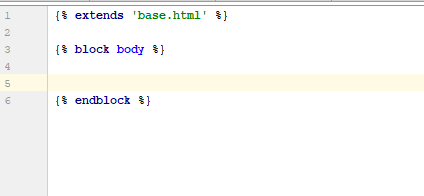 1 {% extends 'base.html' %}
2
3 {% block body %}
4
5
6 {% endblock %}